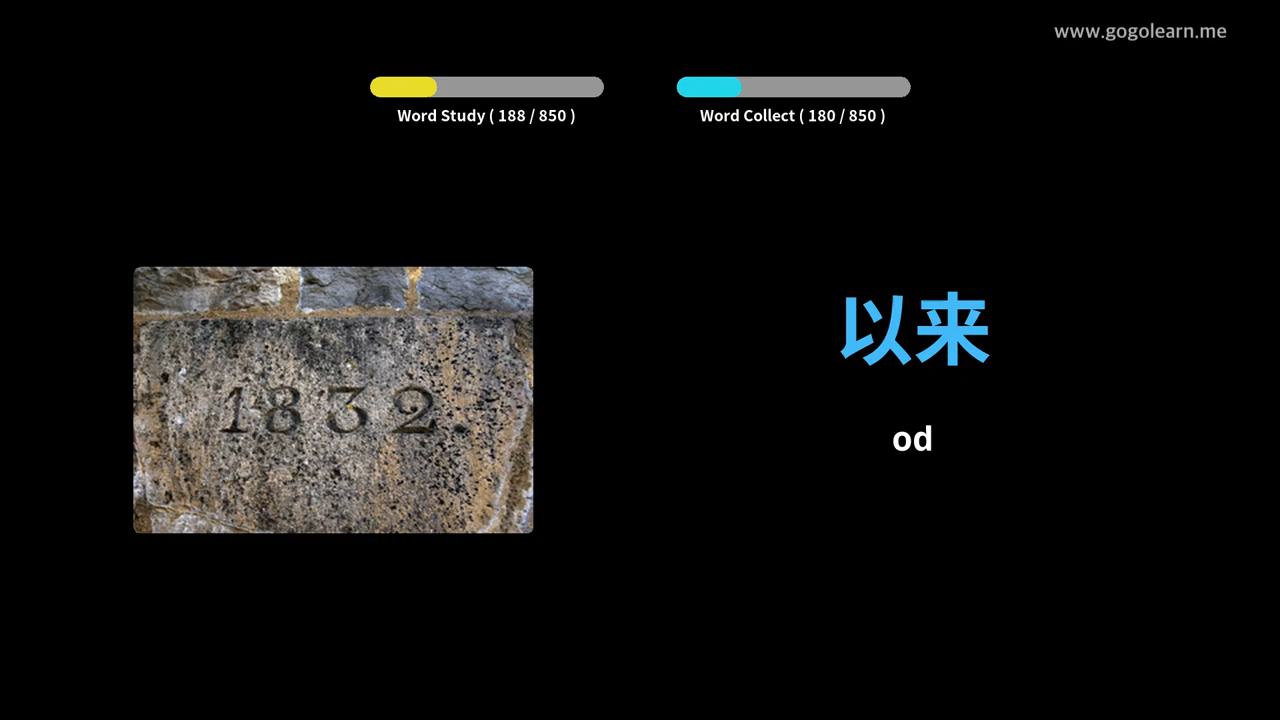 www.gogolearn.me
Word Study ( 188 / 850 )
Word Collect ( 180 / 850 )
1832.
以来
od